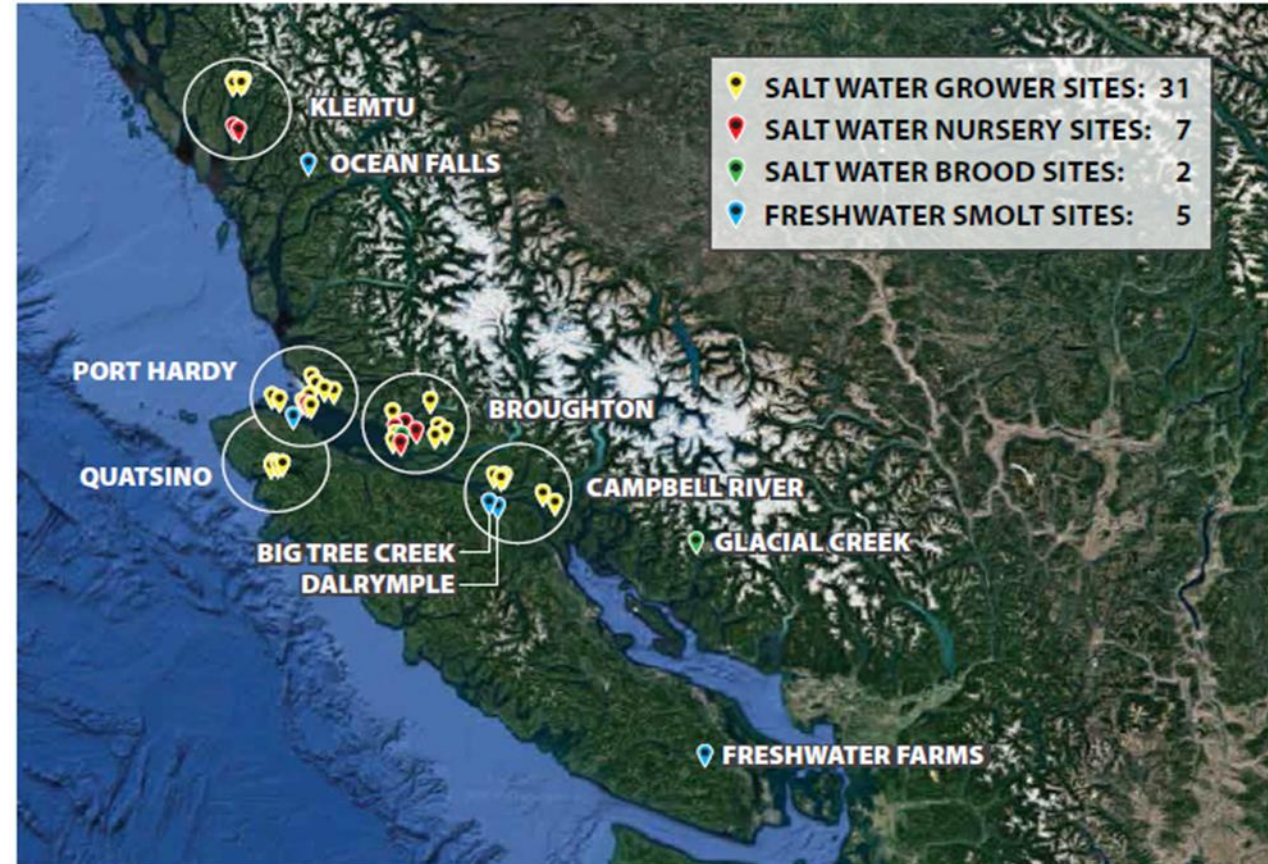 KLEMTU
OCEAN FALLS
SALT WATER GROWER SITES: 31
SALT WATER NURSERY SITES: 7
SALT WATER BROOD SITES: 2
FRESHWATER SMOLT SITES: 5
PORT HARDY
BROUGHTON
QUATSINO
CAMPBELL RIVER
BIG TREE CREEK
DALRYMPLE
GLACIAL CREEK
FRESHWATER FARMS